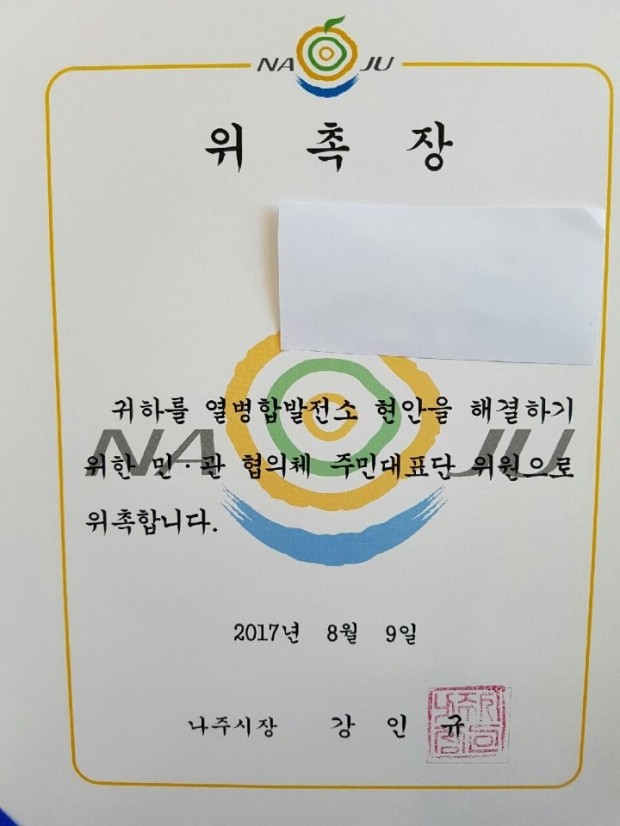 NA JU
위 촉 장
귀하를 열병합발전소 현안을 해결하기
위한 민·관 협의체 주민대표단 위원으로
위촉합니다.
NA JU
2017년 8월 9일
나주시장 강 인 규